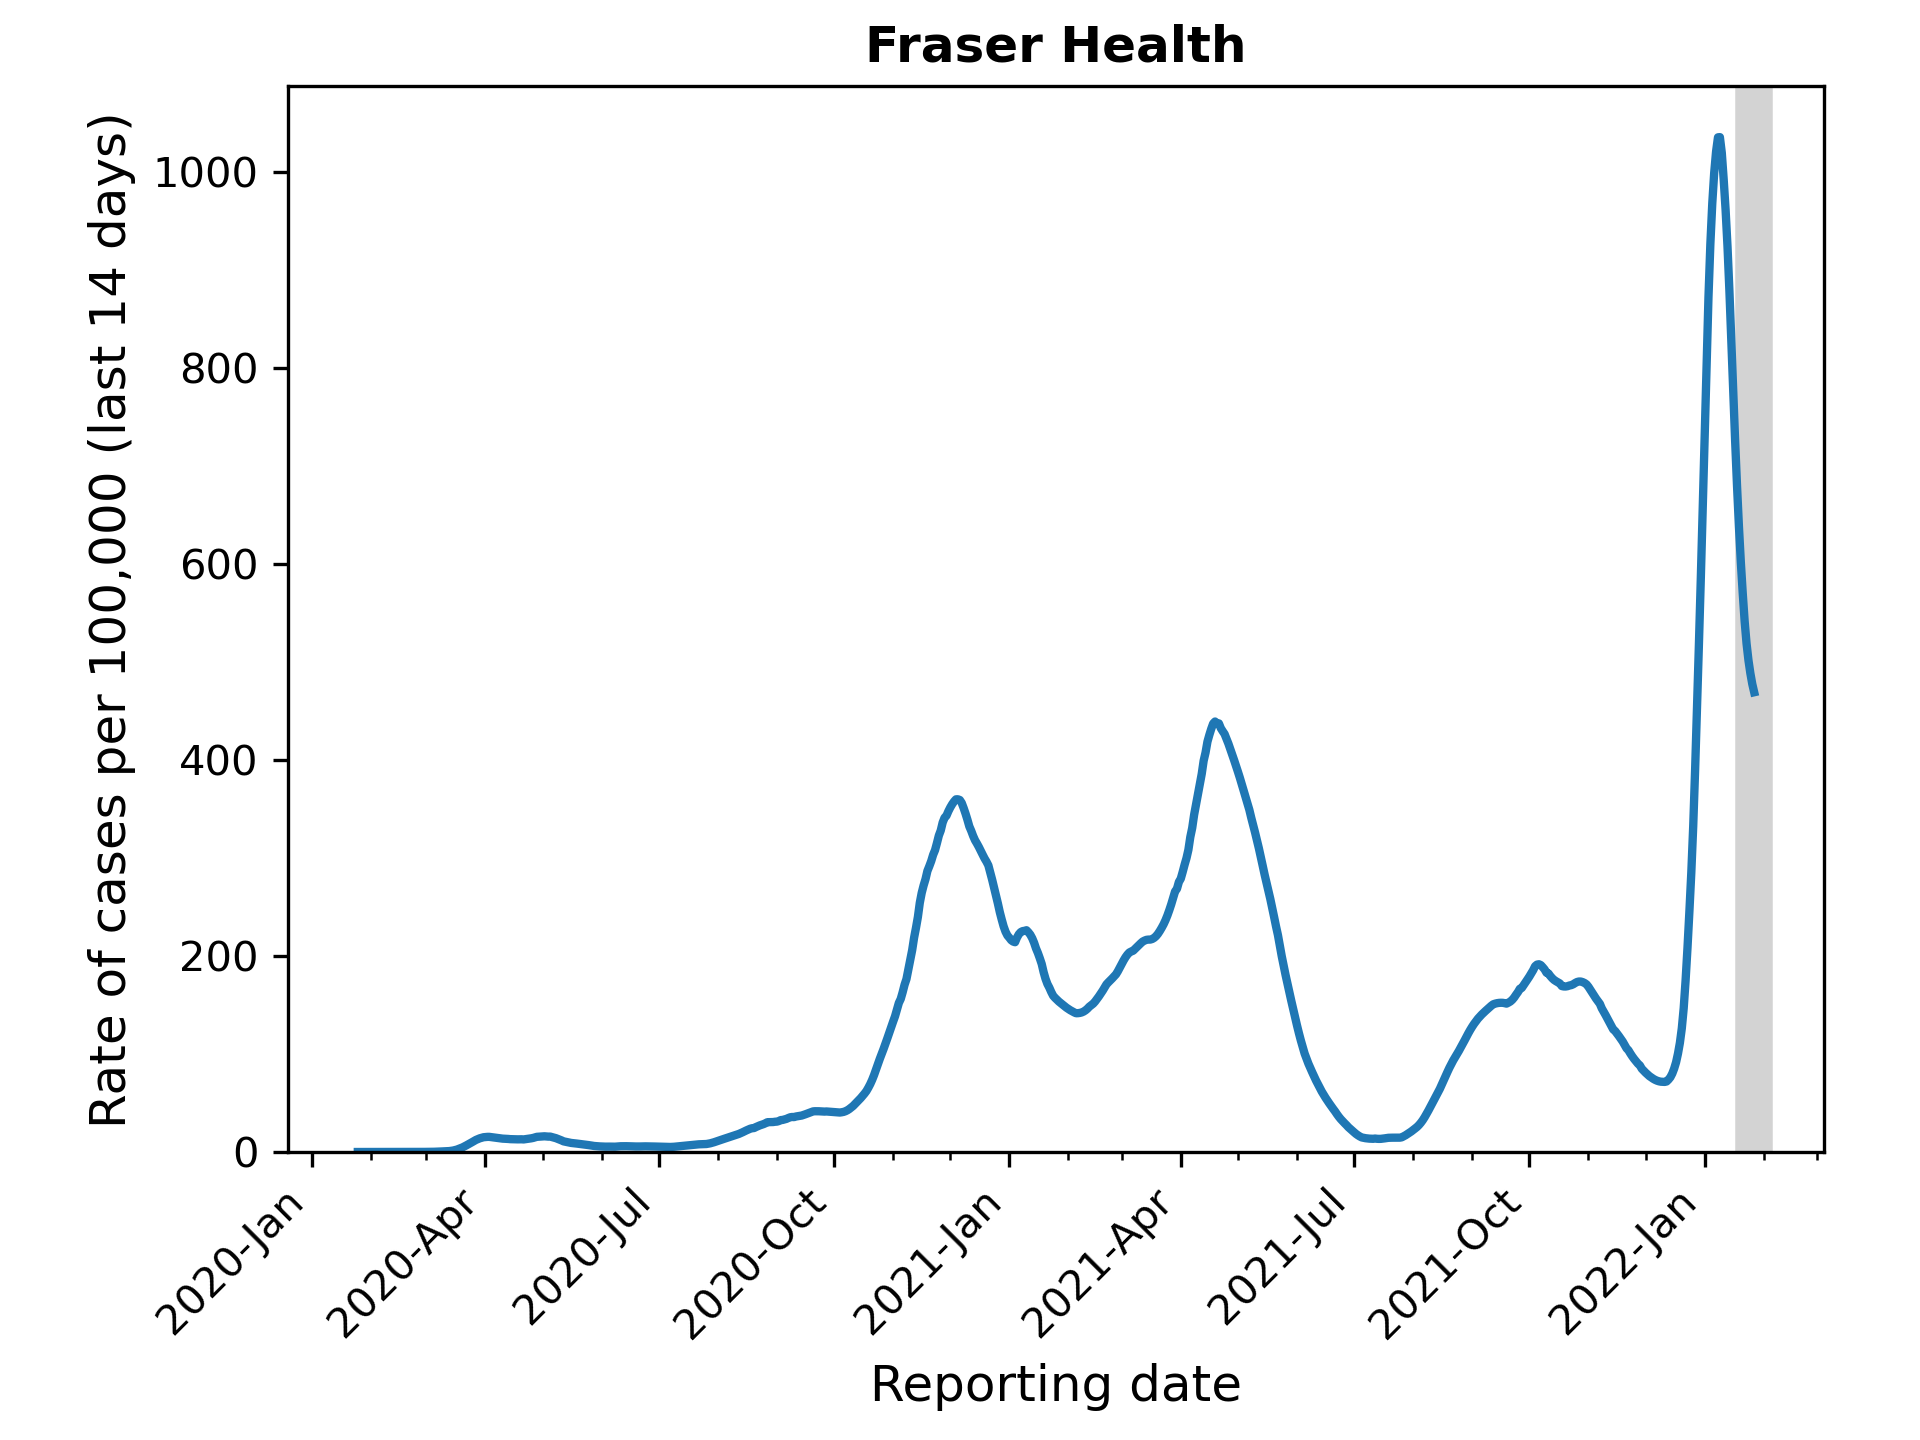 Fraser Health
Rate of cases per 100,000 (last 14 days)
1000
800
600
400
200
0
2020-Jan
2020-Apr
2020-Jul
2020-Oct
2021-Jan
2021-Apr
2021-Jul
2021-Oct
2022-Jan
Reporting date